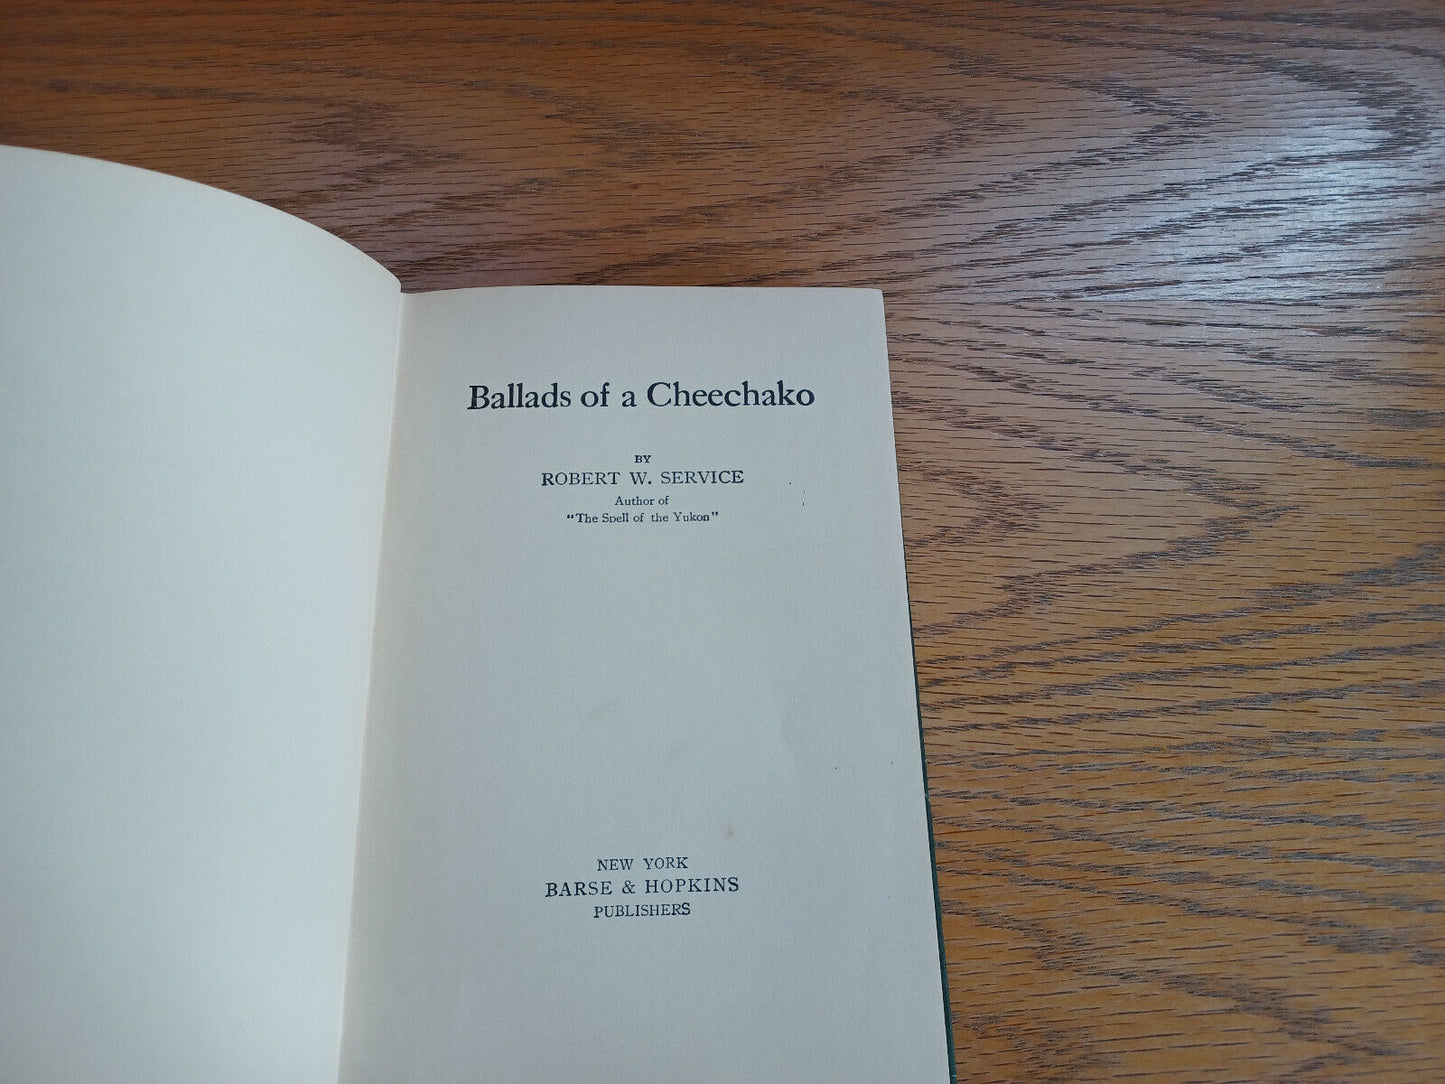 Ballads of a Cheechako
BY
ROBERT W. SERVICE
Author of
"The Spell of the Yukon"
NEW YORK
BARSE & HOPKINS
PUBLISHERS